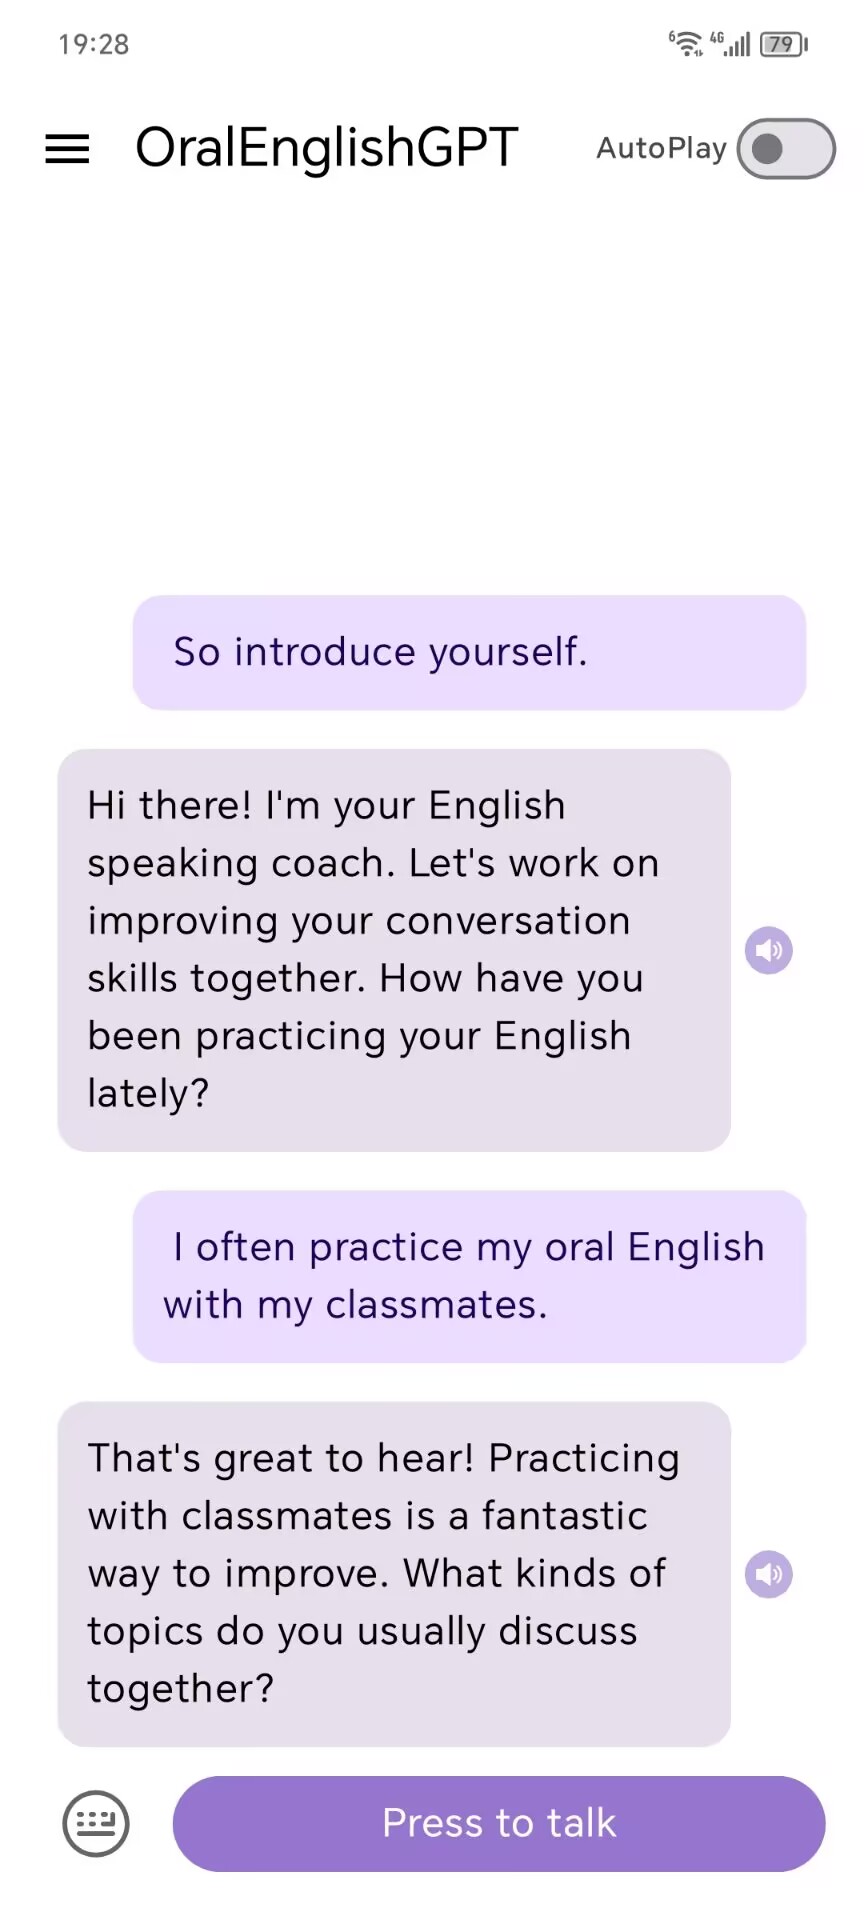 19:28
6 4G 79
OralEnglishGPT AutoPlay
So introduce yourself.
Hi there! I'm your English
speaking coach. Let's work on
improving your conversation
skills together. How have you
been practicing your English
lately?
I often practice my oral English
with my classmates.
That's great to hear! Practicing
with classmates is a fantastic
way to improve. What kinds of
topics do you usually discuss
together?
Press to talk